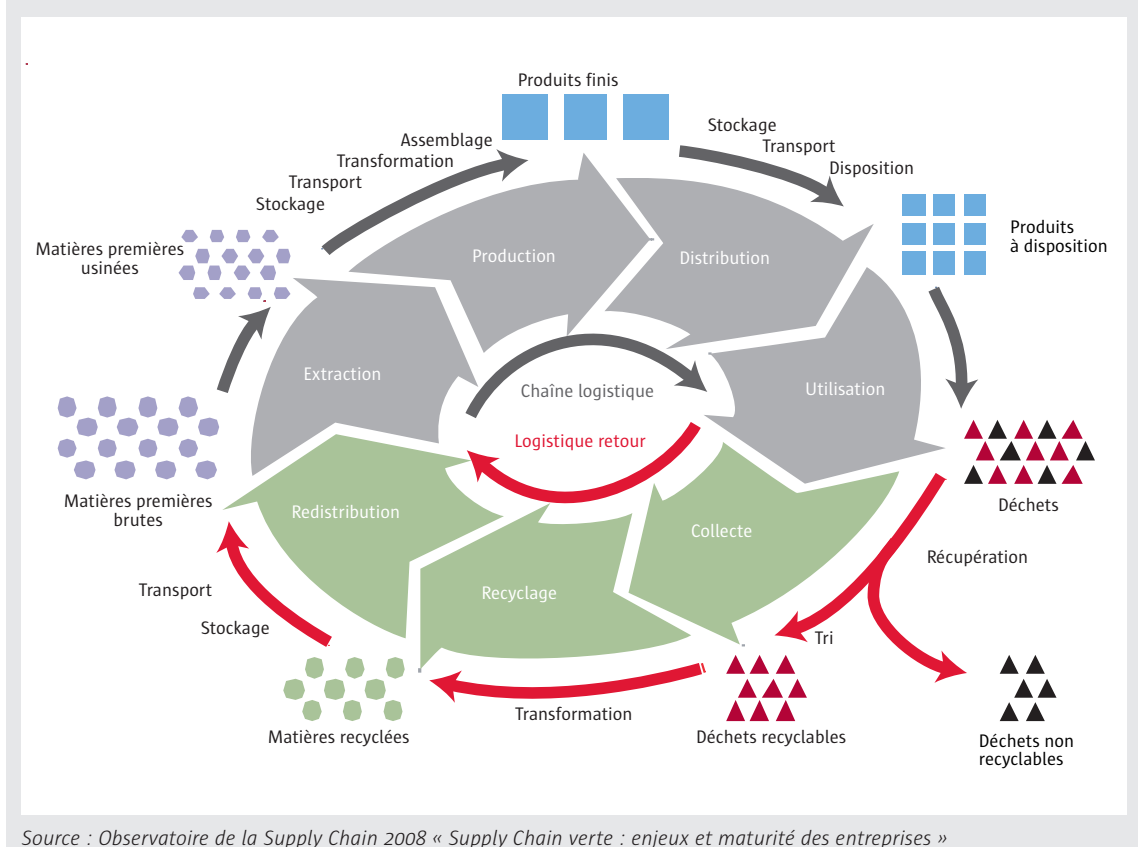 Produits finis
Assemblage
Transformation
Transport
Stockage
Stockage
Transport
Disposition
Matières premières
usinées
Produits
à disposition
Production
Distribution
Extraction
Utilisation
Chaîne logistique
Logistique retour
Matières premières
brutes
Déchets
Redistribution
Collecte
Recyclage
Récupération
Transport
Stockage
Tri
Transformation
Matières recyclées
Déchets recyclables
Déchets non
recyclables
Source : Observatoire de la Supply Chain 2008 « Supply Chain verte : enjeux et maturité des entreprises »